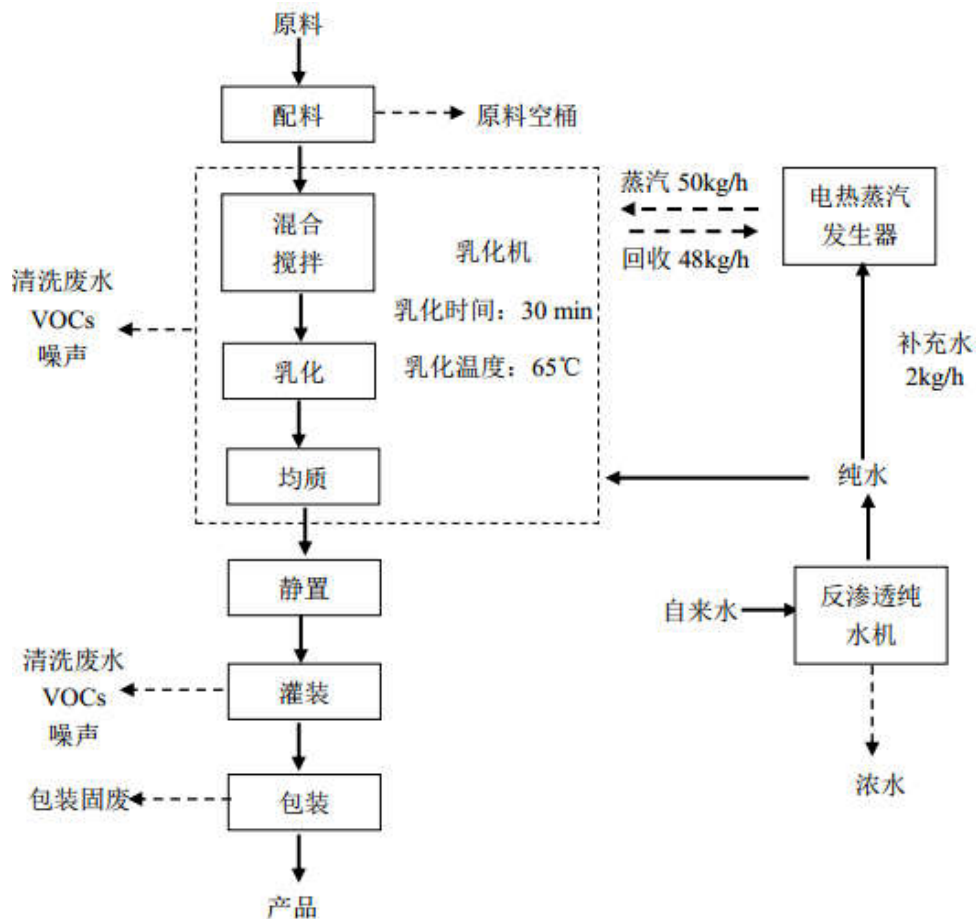 原料
配料
原料空桶
混合
搅拌
乳化机
乳化时间：30 min
乳化温度：65℃
乳化
均质
清洗废水
VOCs
噪声
蒸汽 50kg/h
回收 48kg/h
电热蒸汽
发生器
补充水
2kg/h
纯水
自来水
反渗透纯
水机
浓水
静置
灌装
清洗废水
VOCs
噪声
包装
包装固废
产品